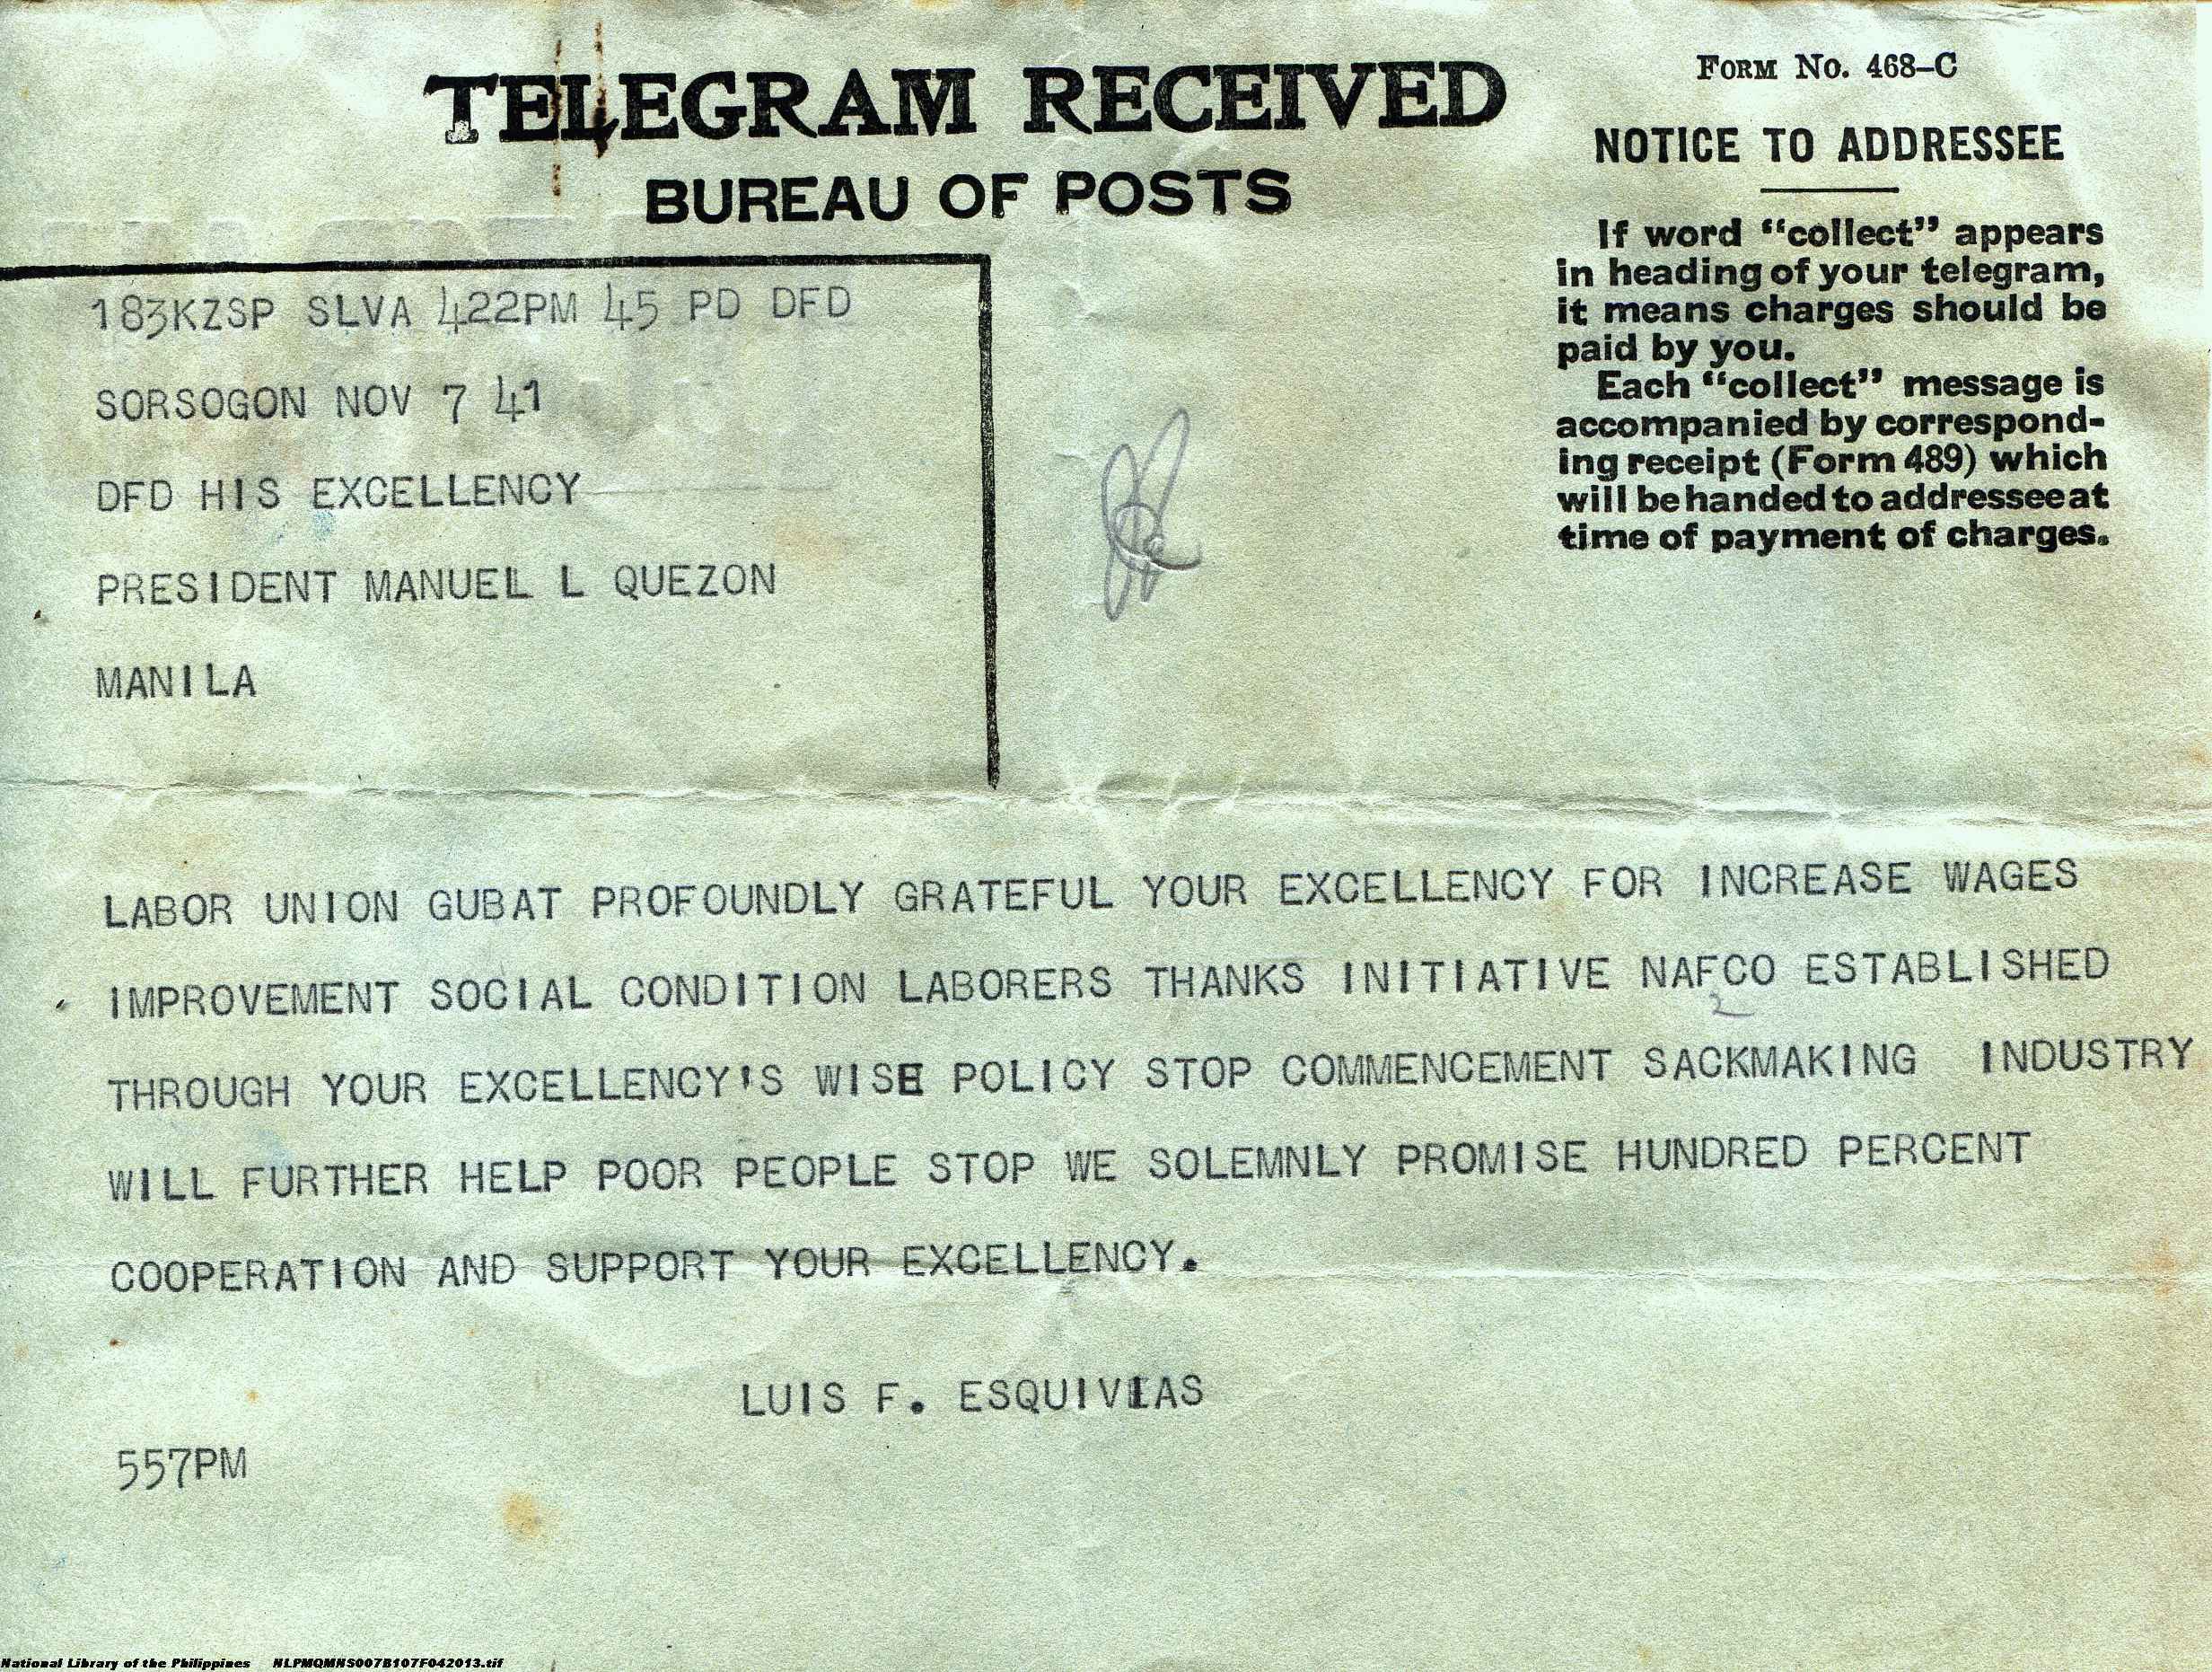 TELEGRAM RECEIVED
BUREAU OF POSTS
FORM NO. 468-C
NOTICE TO ADDRESSEE
If word "collect" appears
in heading of your telegram,
it means charges should be
paid by you.
Each "collect" message is
accompanied by correspond-
ing receipt (Form 489) which
will be handed to addressee at
time of payment of charges.
183KZSP SLVA 422PM 45 PD DFD
SORSOGON NOV 7 41
DFD HIS EXCELLENCY
PRESIDENT MANUEL L QUEZON
MANILA
LABOR UNION GUBAT PROFOUNDLY GRATEFUL YOUR EXCELLENCY FOR INCREASE WAGES
IMPROVEMENT SOCIAL CONDITION LABORERS THANKS INITIATIVE NAFCO ESTABLISHED
THROUGH YOUR EXCELLENCY'S WISE POLICY STOP COMMENCEMENT SACKMAKING INDUSTRY
WILL FURTHER HELP POOR PEOPLE STOP WE SOLEMNLY PROMISE HUNDRED PERCENT
COOPERATION AND SUPPORT YOUR EXCELLENCY.
LUIS F. ESQUIVIAS
557PM
National Library of the Philippines NLPMQMNS007B107F042013.tif